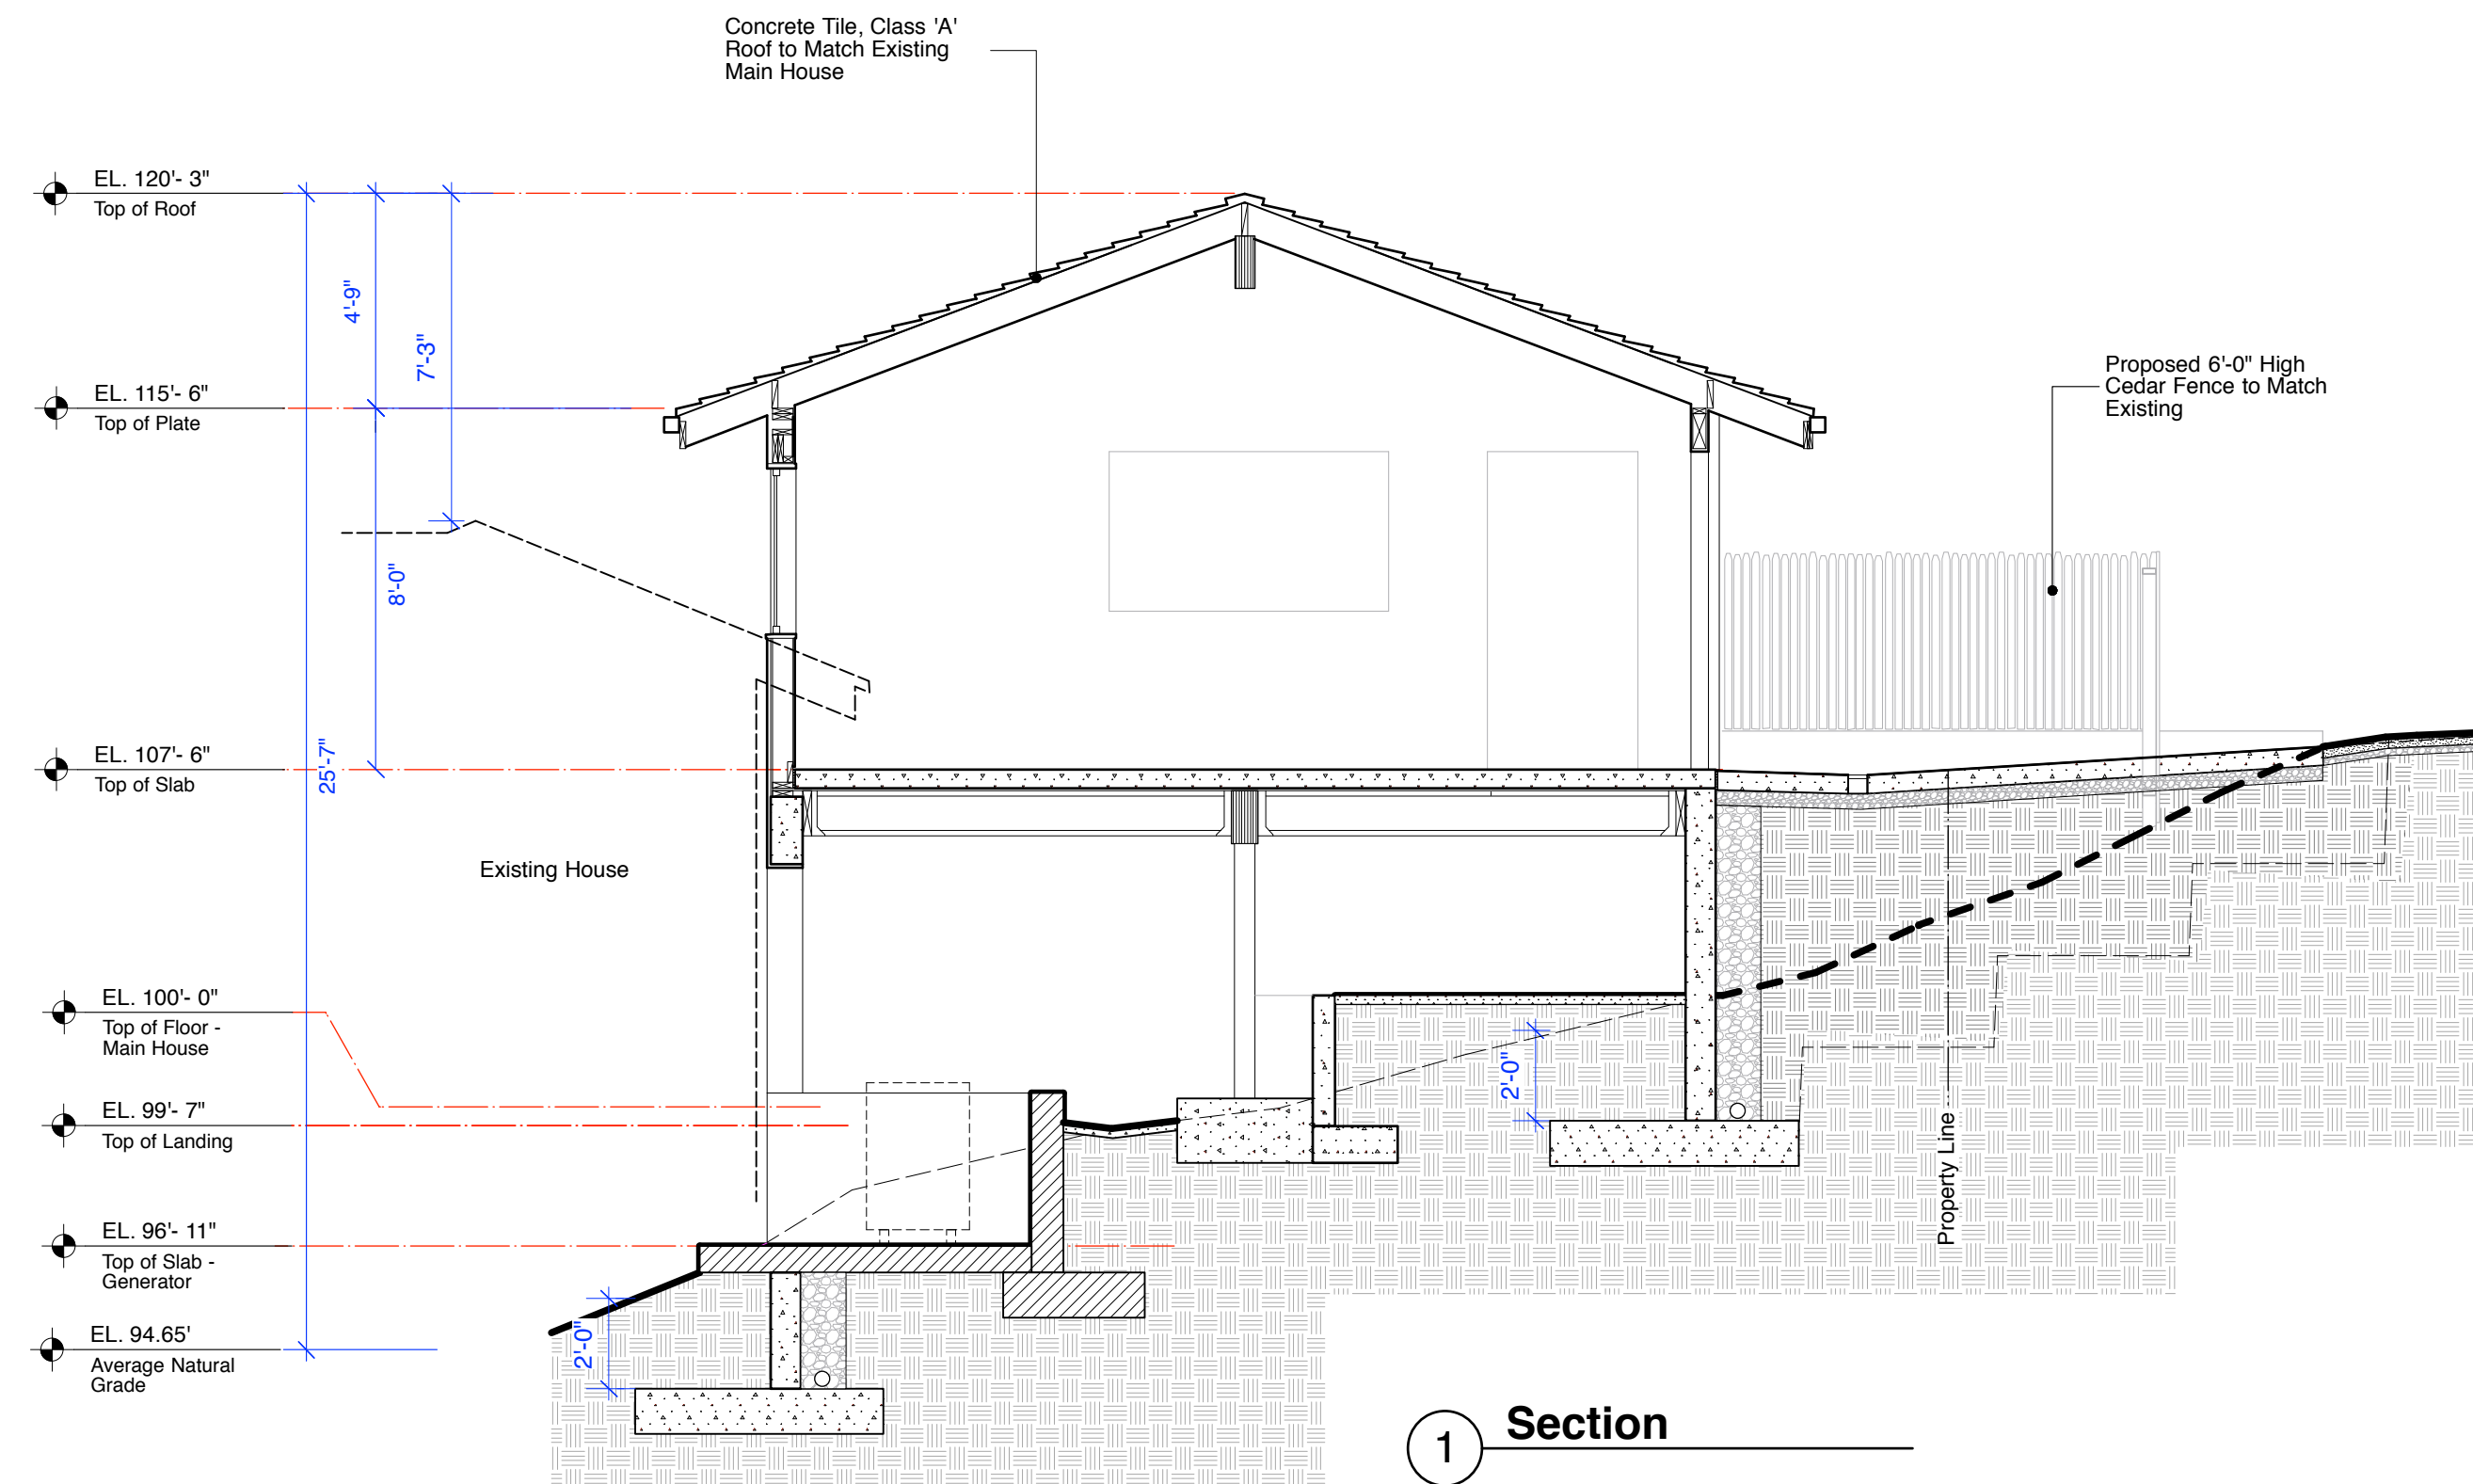 Concrete Tile, Class 'A'
Roof to Match Existing
Main House
EL. 120'- 3"
Top of Roof
4'-9"
7'-3"
EL. 115'- 6"
Top of Plate
Proposed 6'-0" High
Cedar Fence to Match
Existing
8'-0"
25'-7"
EL. 107'- 6"
Top of Slab
Existing House
EL. 100'- 0"
Top of Floor -
Main House
2'-0"
EL. 99'- 7"
Top of Landing
Property Line
EL. 96'- 11"
Top of Slab -
Generator
2'-0"
EL. 94.65'
Average Natural
Grade
1
Section